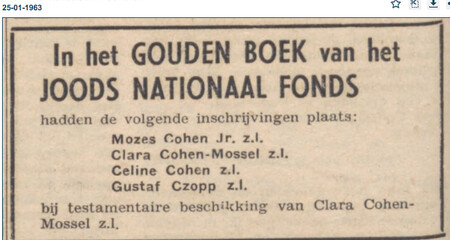 25-01-1963
In het GOUDEN BOEK van het
JOODS NATIONAAL FONDS
hadden de volgende inschrijvingen plaats:
Mozes Cohen Jr. z.l.
Clara Cohen-Mossel z.l.
Celine Cohen z.l.
Gustaf Czopp z.l.
bij testamentaire beschikking van Clara Cohen-
Mossel z.l.